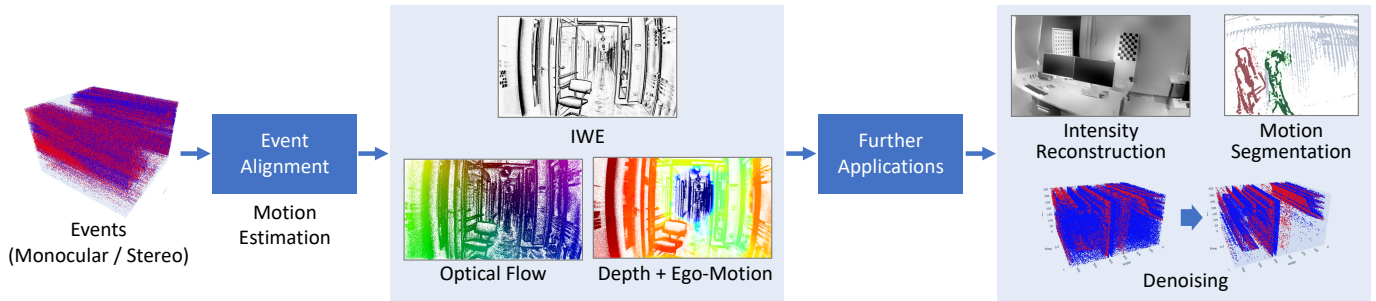 Events
(Monocular / Stereo)
Event
Alignment
Motion
Estimation
IWE
Optical Flow
Depth + Ego-Motion
Further
Applications
Intensity
Reconstruction
Motion
Segmentation
Denoising